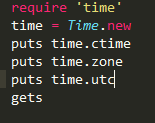 require 'time'
time = Time.new
puts time.ctime
puts time.zone
puts time.utc
gets